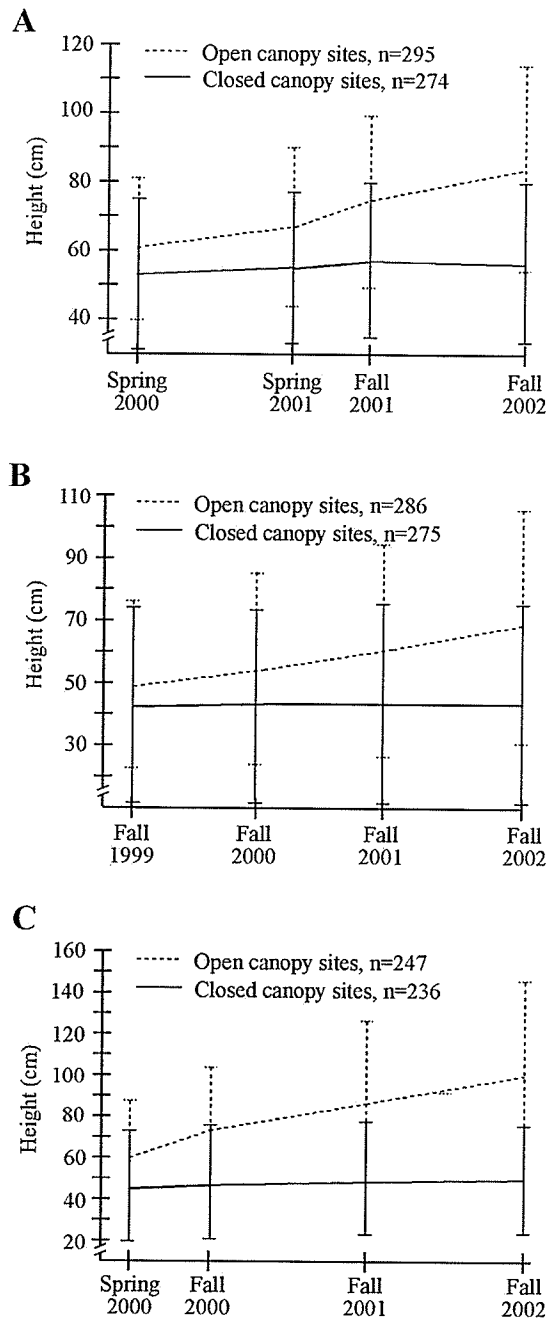 A
120
100
80
60
40
Height (cm)
Open canopy sites, n=295
Closed canopy sites, n=274
Spring 2000
Spring 2001
Fall 2001
Fall 2002
B
110
90
70
50
30
Height (cm)
Open canopy sites, n=286
Closed canopy sites, n=275
Fall 1999
Fall 2000
Fall 2001
Fall 2002
C
160
140
120
100
80
60
40
20
Height (cm)
Open canopy sites, n=247
Closed canopy sites, n=236
Spring 2000
Fall 2000
Fall 2001
Fall 2002